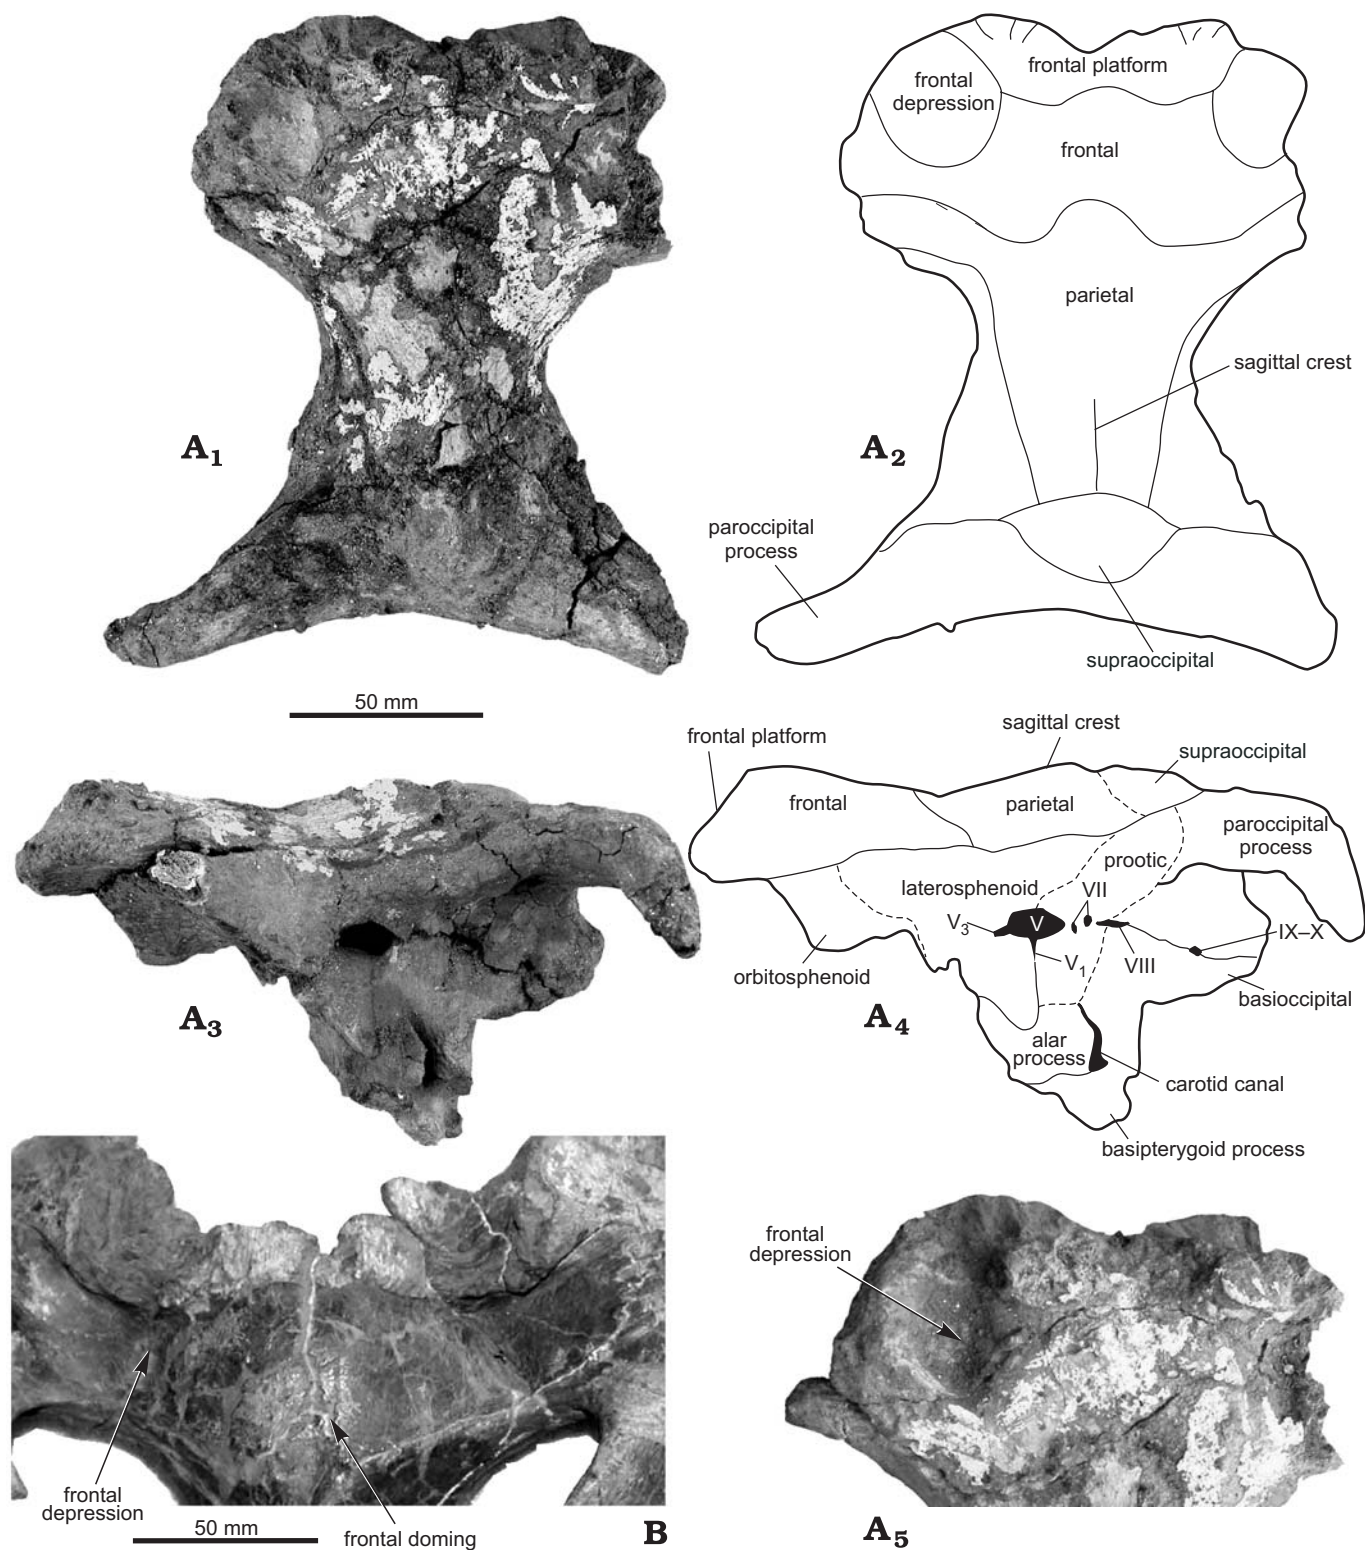 frontal platform
frontal
depression
frontal
parietal
sagittal crest
A1
A2
paroccipital
process
supraoccipital
50 mm
sagittal crest
frontal platform
supraoccipital
frontal
parietal
paroccipital
process
prootic
laterosphenoid
VII
V3
V
IX–X
V1
VIII
orbitosphenoid
basioccipital
A3
A4
alar
process
carotid canal
basipterygoid process
frontal
depression
frontal
depression
50 mm
frontal doming
B
A5